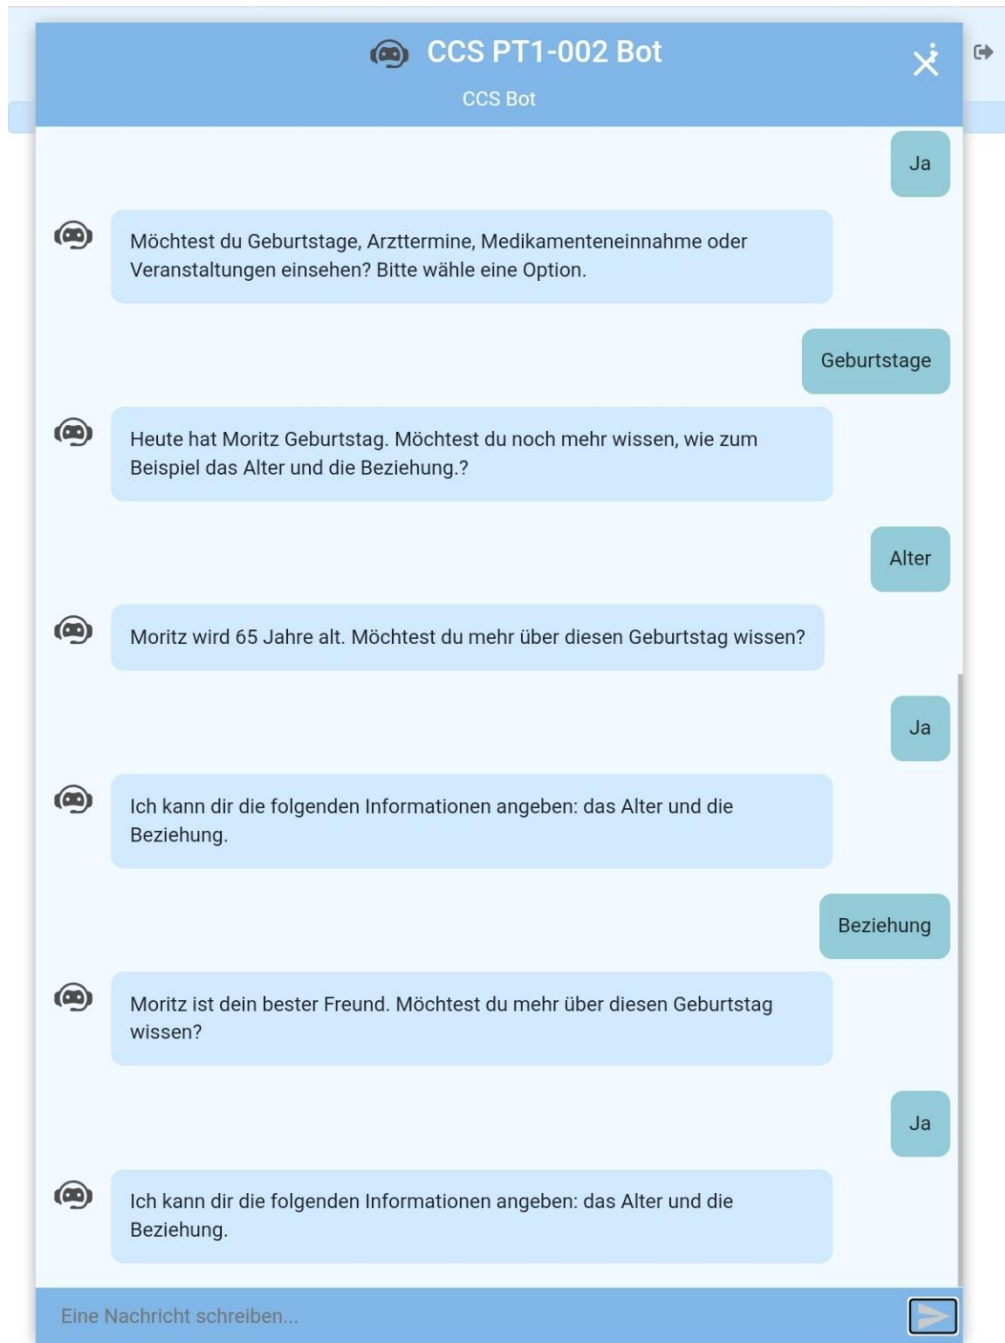 CCS PT1-002 Bot
CCS Bot
Ja
Möchtest du Geburtstage, Arzttermine, Medikamenteneinnahme oder
Veranstaltungen einsehen? Bitte wähle eine Option.
Geburtstage
Heute hat Moritz Geburtstag. Möchtest du noch mehr wissen, wie zum
Beispiel das Alter und die Beziehung.?
Alter
Moritz wird 65 Jahre alt. Möchtest du mehr über diesen Geburtstag wissen?
Ja
Ich kann dir die folgenden Informationen angeben: das Alter und die
Beziehung.
Beziehung
Moritz ist dein bester Freund. Möchtest du mehr über diesen Geburtstag
wissen?
Ja
Ich kann dir die folgenden Informationen angeben: das Alter und die
Beziehung.
Eine Nachricht schreiben...